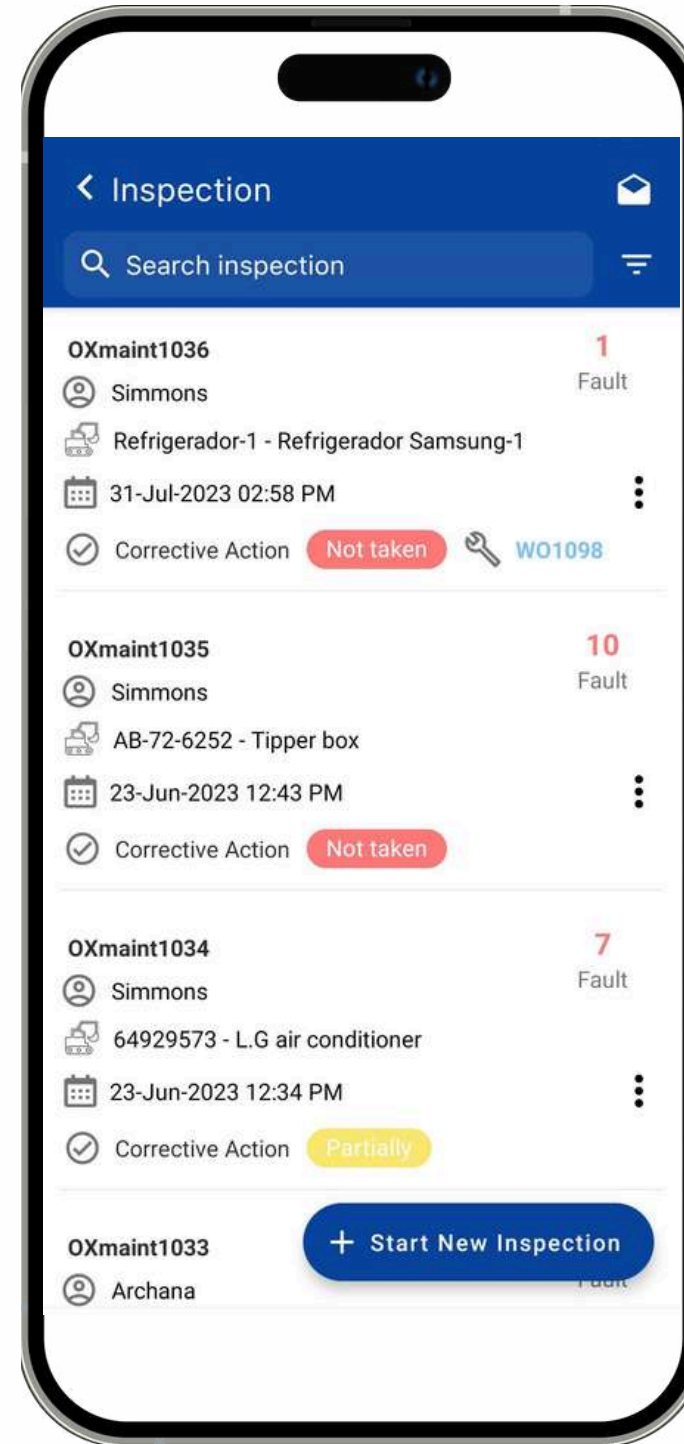 Inspection
Search inspection
OXmaint1036
1
Simmons
Fault
Refrigerador-1 - Refrigerador Samsung-1
31-Jul-2023 02:58 PM
Corrective Action Not taken WO1098
OXmaint1035
10
Simmons
Fault
AB-72-6252 - Tipper box
23-Jun-2023 12:43 PM
Corrective Action Not taken
OXmaint1034
7
Simmons
Fault
64929573 - L.G air conditioner
23-Jun-2023 12:34 PM
Corrective Action Partially
OXmaint1033
+ Start New Inspection
Archana
Fault